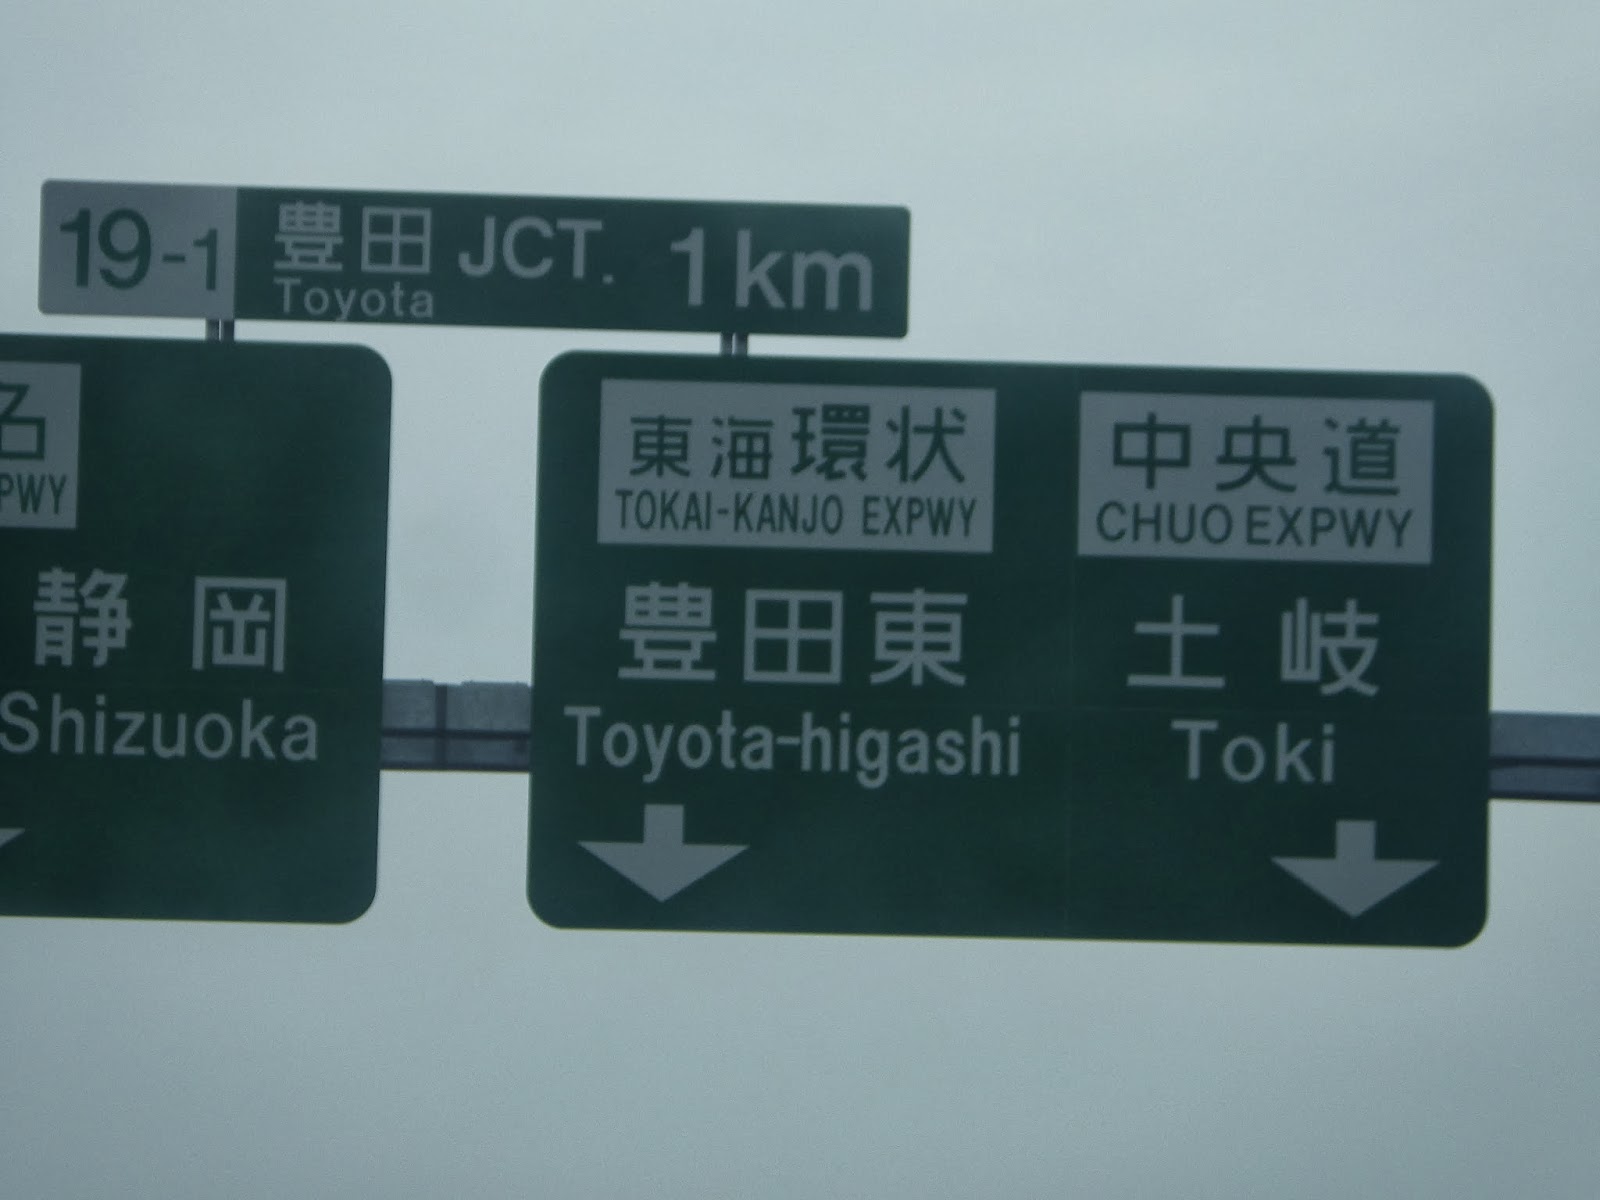 19-1 豊田 JCT. 1km
Toyota
名
PWY
静岡
Shizuoka
東海環状
TOKAI-KANJO EXPWY
豊田東
Toyota-higashi
中央道
CHUO EXPWY
土岐
Toki